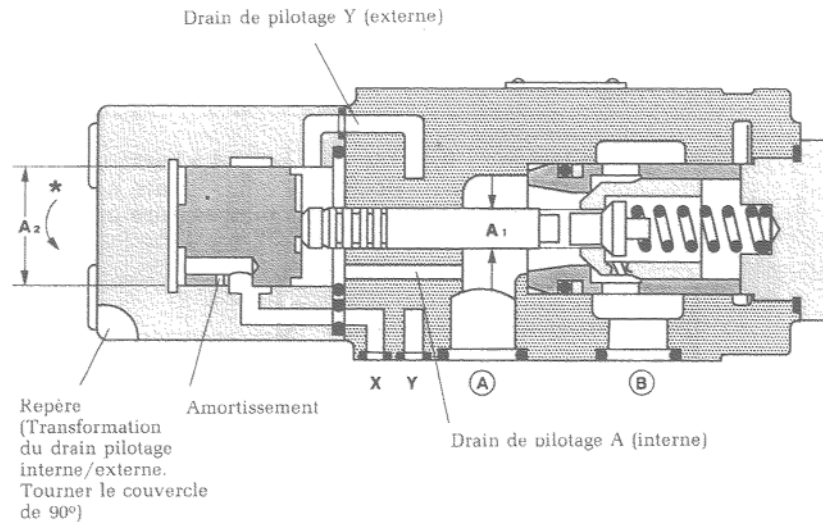 Drain de pilotage Y (externe)
*
A2
A1
X Y A B
Repère
(Transformation
du drain pilotage
interne/externe.
Tourner le couvercle
de 90º)
Amortissement
Drain de pilotage A (interne)